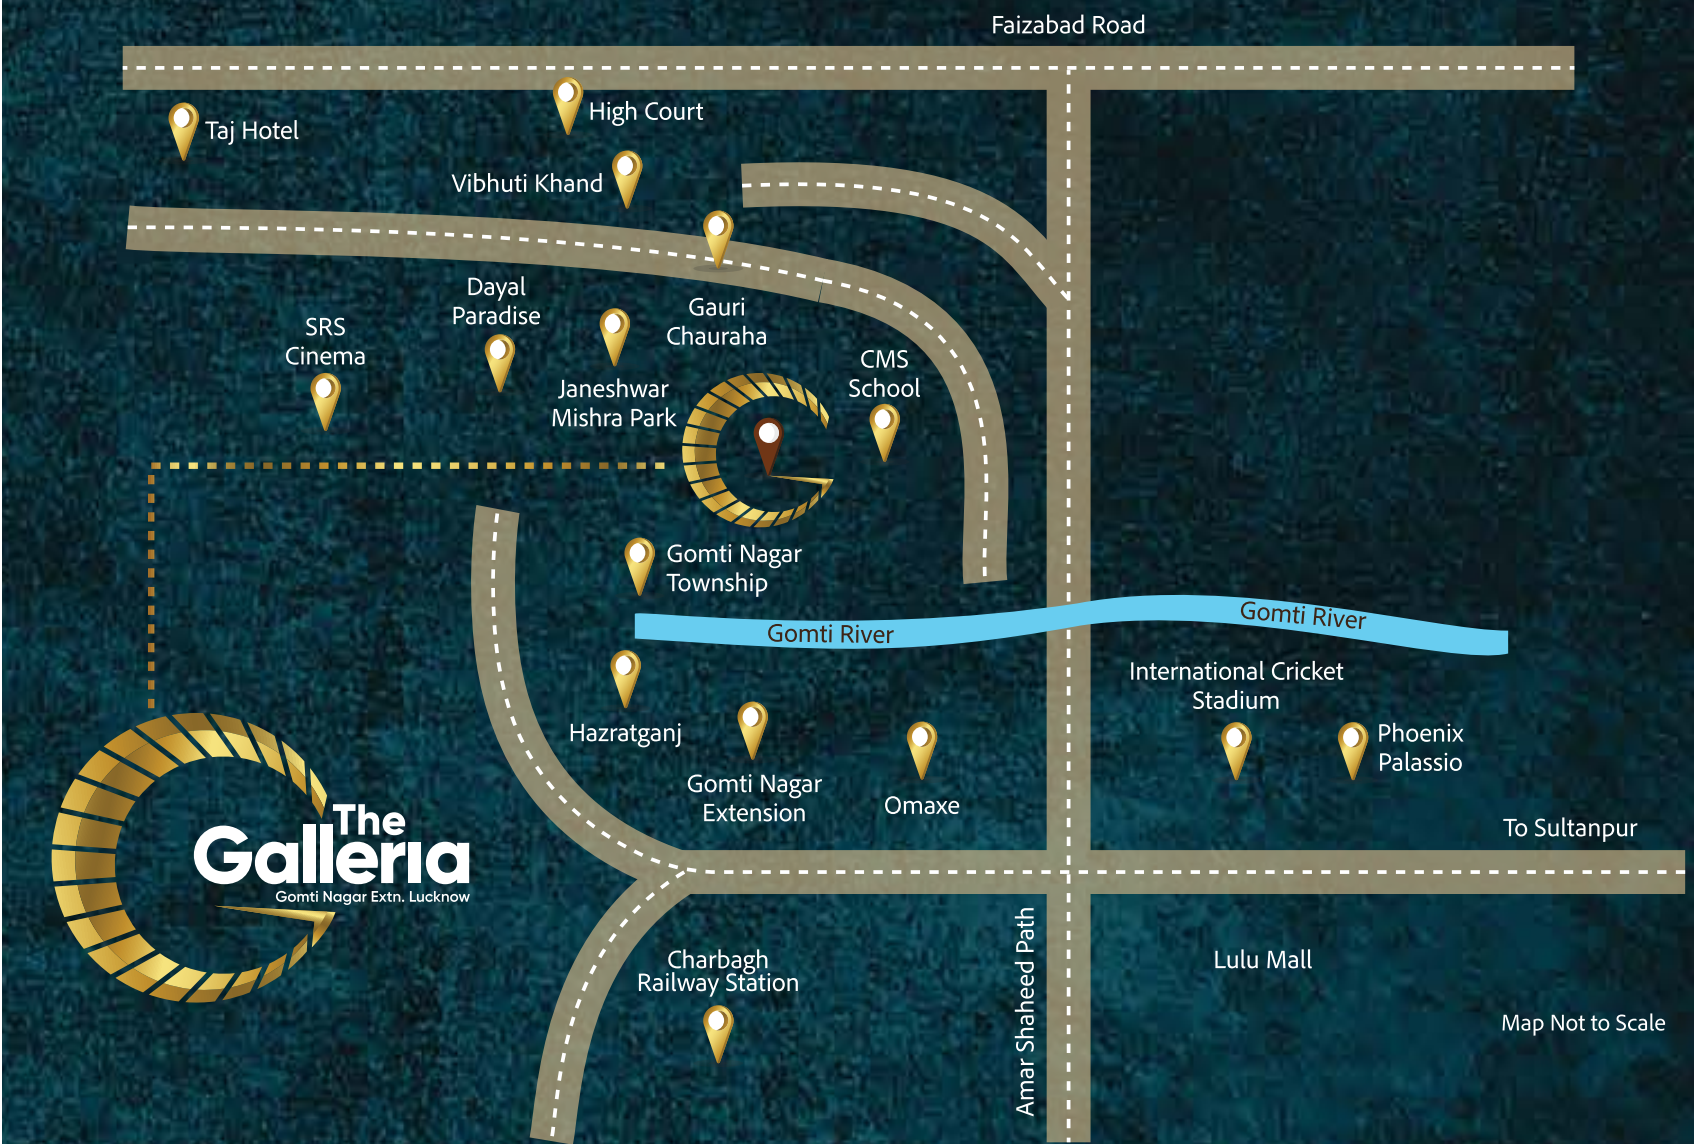 Faizabad Road
High Court
Taj Hotel
Vibhuti Khand
Dayal
Paradise
Gauri
Chauraha
SRS
Cinema
CMS
School
Janeshwar
Mishra Park
Gomti Nagar
Township
Gomti River
Gomti River
International Cricket
Stadium
Hazratganj
Phoenix
Palassio
Gomti Nagar
Extension
Omaxe
To Sultanpur
The
Galleria
Gomti Nagar Extn. Lucknow
Charbagh
Railway Station
Amar Shaheed Path
Lulu Mall
Map Not to Scale